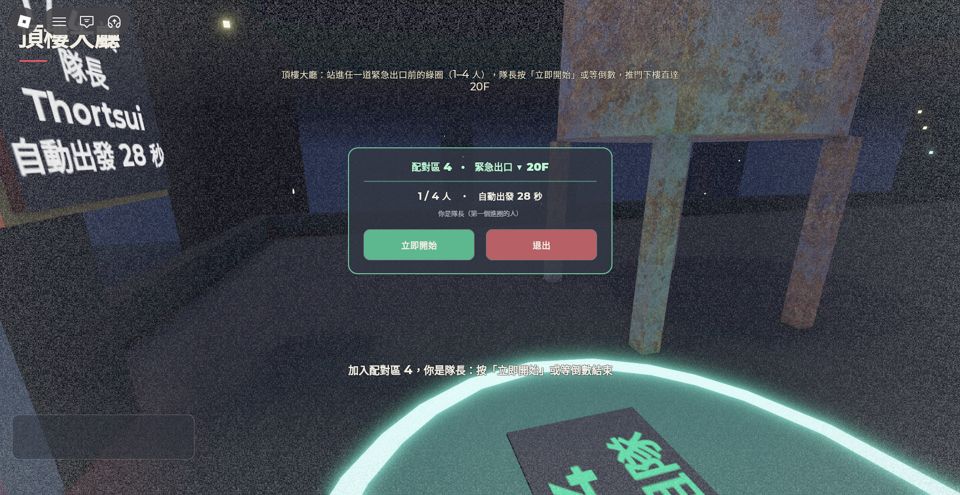 頂樓大廳
隊長
Thortsui
自動出發 28 秒
頂樓大廳：站進任一道緊急出口前的綠圈（1–4 人），隊長按「立即開始」或等倒數，推門下樓直達
20F
配對區 4 • 緊急出口 ▼ 20F
1 / 4 人 • 自動出發 28 秒
你是隊長（第一個進圈的人）
立即開始
退出
加入配對區 4，你是隊長：按「立即開始」或等倒數結束
4